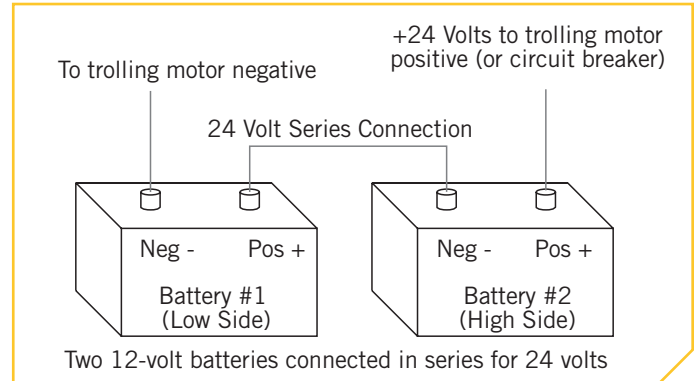 +24 Volts to trolling motor
positive (or circuit breaker)
To trolling motor negative
24 Volt Series Connection
Neg - Pos +
Battery #1
(Low Side)
Neg - Pos +
Battery #2
(High Side)
Two 12-volt batteries connected in series for 24 volts